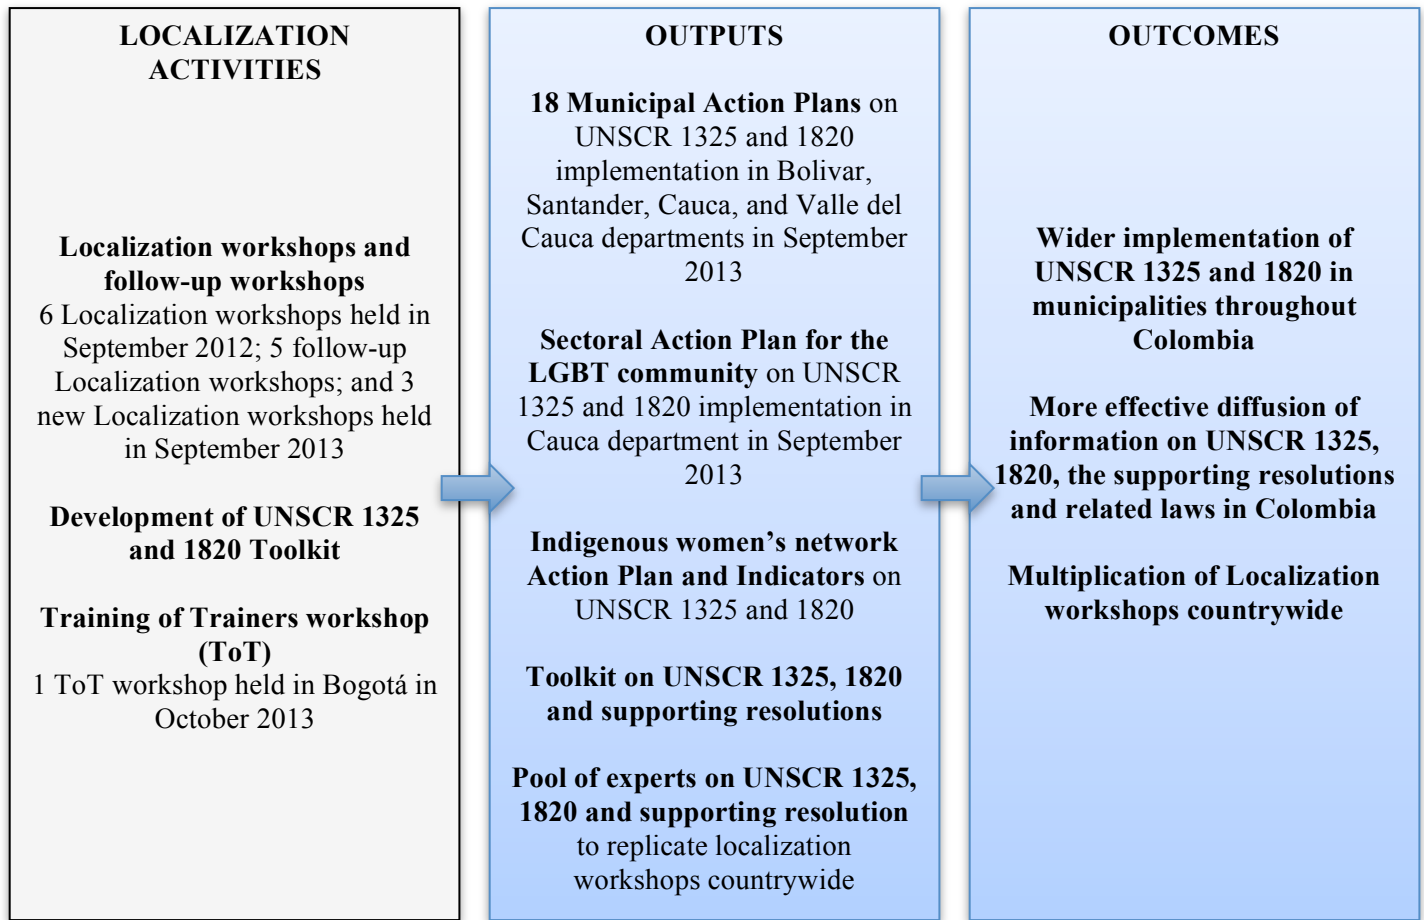 LOCALIZATION
ACTIVITIES
Localization workshops and
follow-up workshops
6 Localization workshops held in
September 2012; 5 follow-up
Localization workshops; and 3
new Localization workshops held
in September 2013
Development of UNSCR 1325
and 1820 Toolkit
Training of Trainers workshop
(ToT)
1 ToT workshop held in Bogotá in
October 2013
OUTPUTS
18 Municipal Action Plans on
UNSCR 1325 and 1820
implementation in Bolivar,
Santander, Cauca, and Valle del
Cauca departments in September
2013
Sectoral Action Plan for the
LGBT community on UNSCR
1325 and 1820 implementation in
Cauca department in September
2013
Indigenous women’s network
Action Plan and Indicators on
UNSCR 1325 and 1820
Toolkit on UNSCR 1325, 1820
and supporting resolutions
Pool of experts on UNSCR 1325,
1820 and supporting resolution
to replicate localization
workshops countrywide
OUTCOMES
Wider implementation of
UNSCR 1325 and 1820 in
municipalities throughout
Colombia
More effective diffusion of
information on UNSCR 1325,
1820, the supporting resolutions
and related laws in Colombia
Multiplication of Localization
workshops countrywide